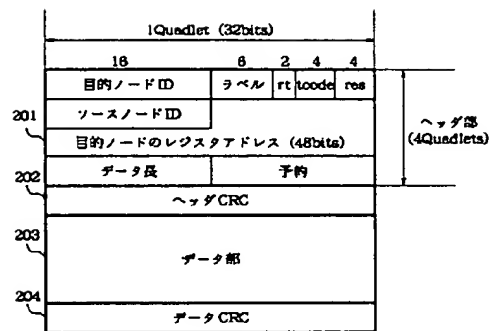 1Quadlet (32bits)
16 6 2 4 4
目的ノードID ラベル rt tcode res
ソースノードID
目的ノードのレジスタアドレス (48bits)
データ長 予約
ヘッダCRC
データ部
データCRC
ヘッダ部
(4Quadlets)
201
202
203
204